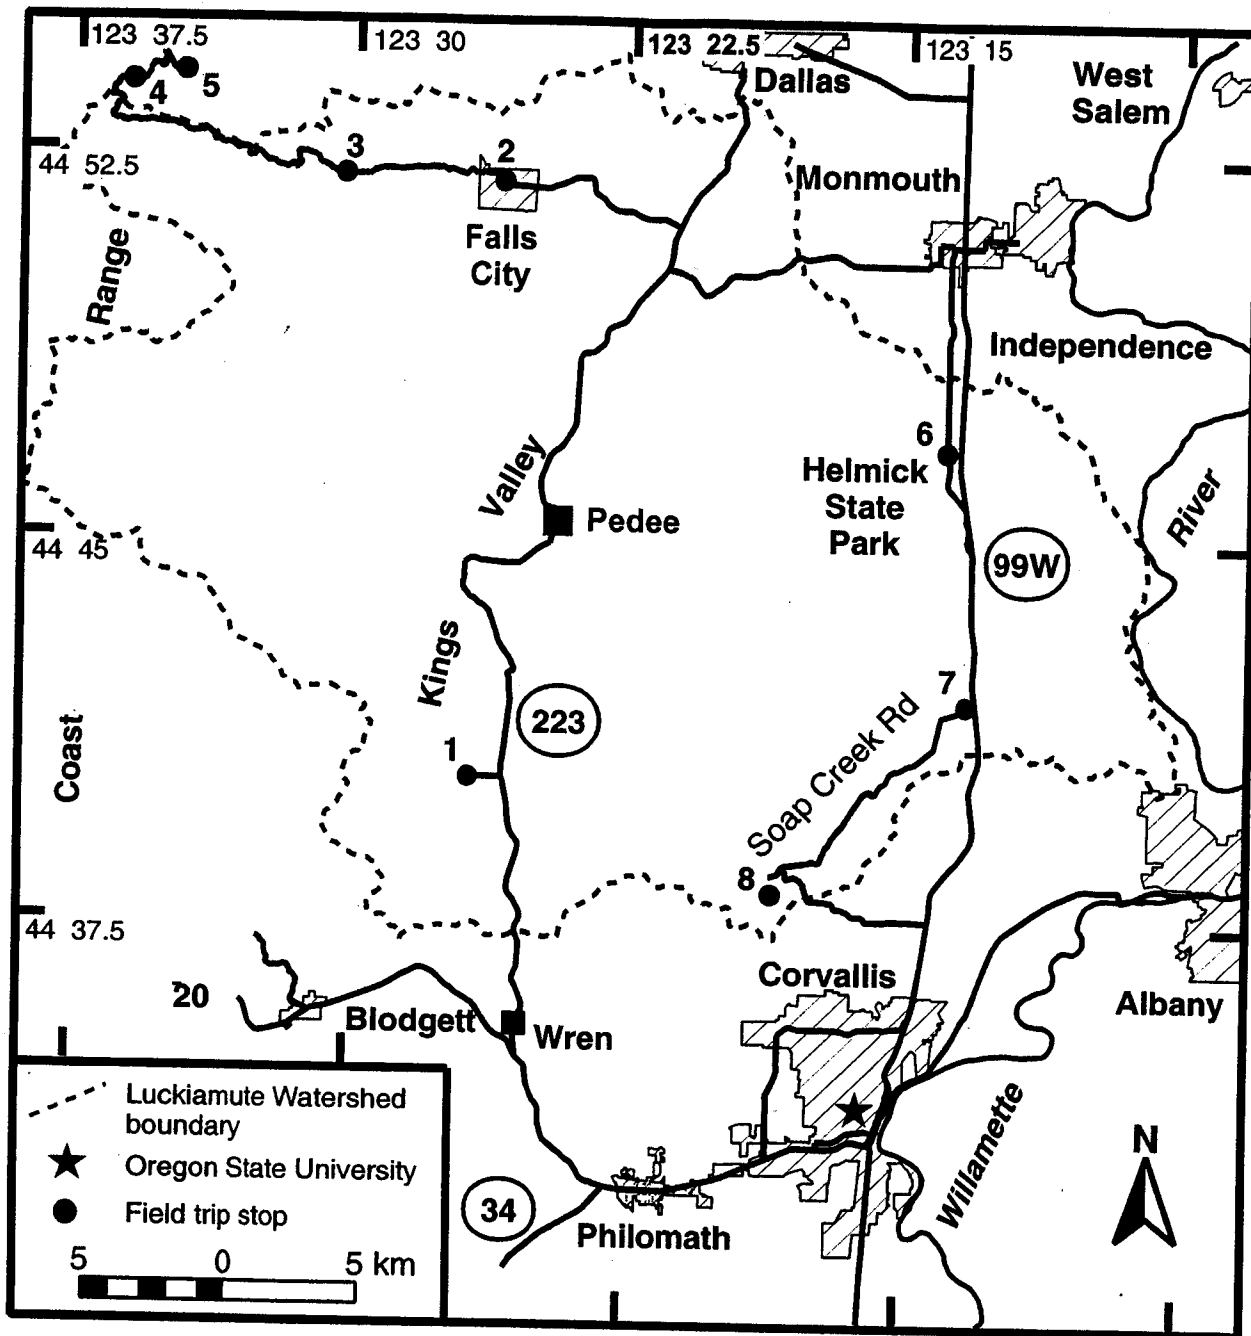 123 37.5
123 30
123 22.5
123 15
Dallas
West
Salem
4
5
3
2
44 52.5
Monmouth
Falls
City
Range
Independence
6
Helmick
State
Park
Valley
Pedee
River
44 45
99W
Kings
7
223
Soap Creek Rd
1
Coast
8
44 37.5
Corvallis
20
Blodgett
Wren
Albany
Luckiamute Watershed
boundary
Oregon State University
Field trip stop
5 0 5 km
34
Philomath
Willamette
N